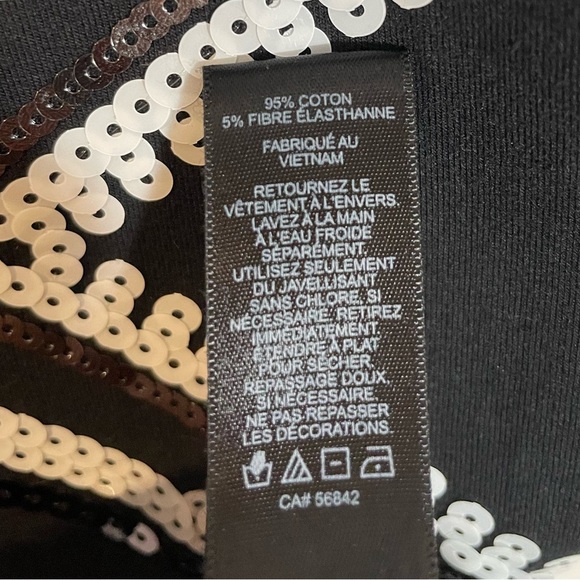 95% COTON
5% FIBRE ÉLASTHANNE
FABRIQUÉ AU
VIETNAM
RETOURNEZ LE
VÊTEMENT À L'ENVERS.
LAVEZ À LA MAIN
À L'EAU FROIDE
SÉPARÉMENT.
UTILISEZ SEULEMENT
DU JAVELLISANT
SANS CHLORE, SI
NÉCESSAIRE. RETIREZ
IMMÉDIATEMENT.
ÉTENDRE À PLAT
POUR SÉCHER.
REPASSAGE DOUX,
SI NÉCESSAIRE.
NE PAS REPASSER
LES DÉCORATIONS.
CA# 56842